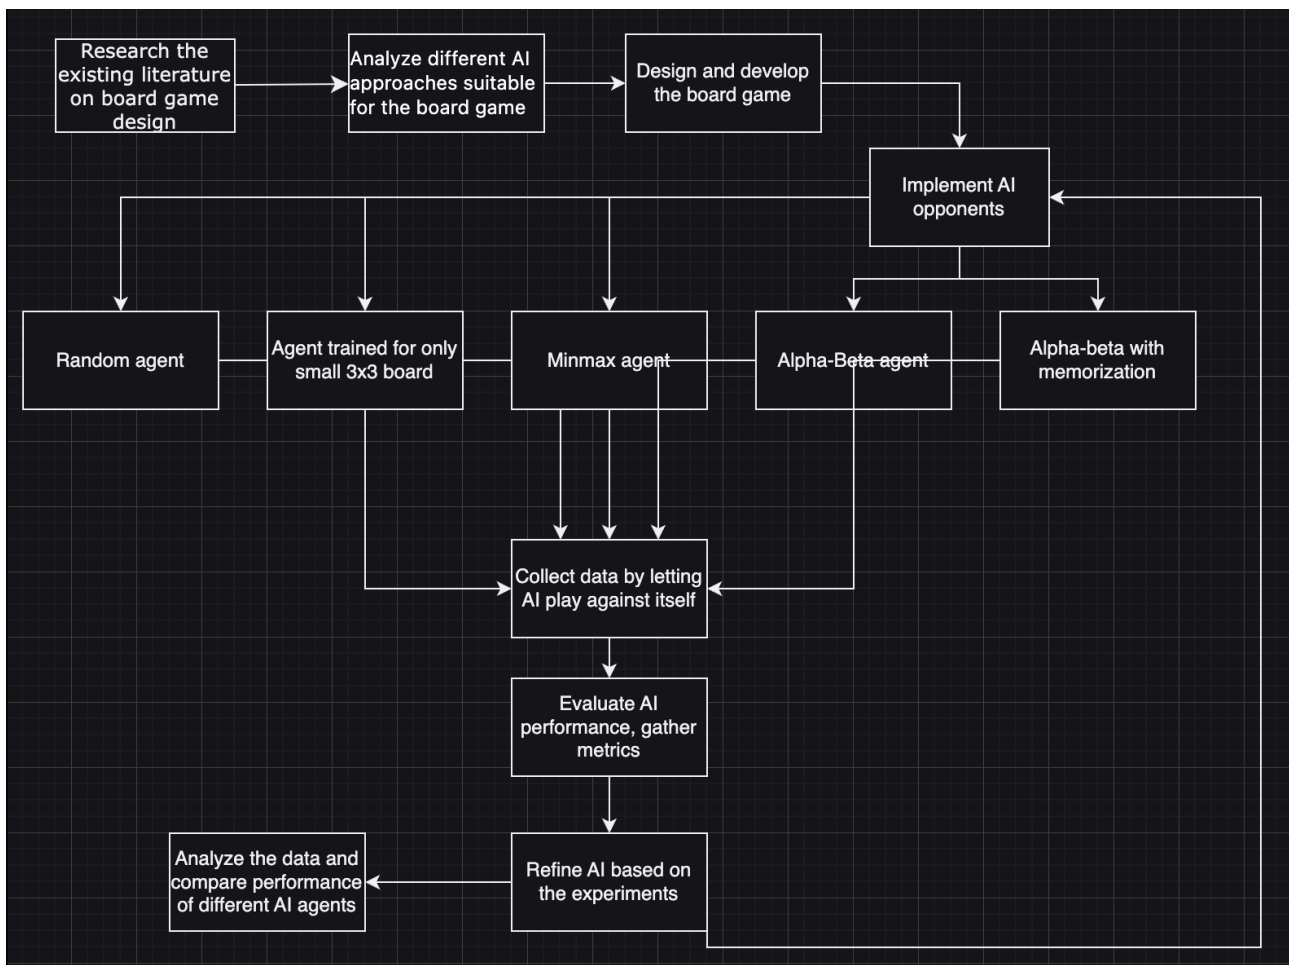 Research the
existing literature
on board game
design
Analyze different AI
approaches suitable
for the board game
Design and develop
the board game
Implement AI
opponents
Random agent
Agent trained for only
small 3x3 board
Minmax agent
Alpha-Beta agent
Alpha-beta with
memorization
Collect data by letting
AI play against itself
Evaluate AI
performance, gather
metrics
Refine AI based on
the experiments
Analyze the data and
compare performance
of different AI agents